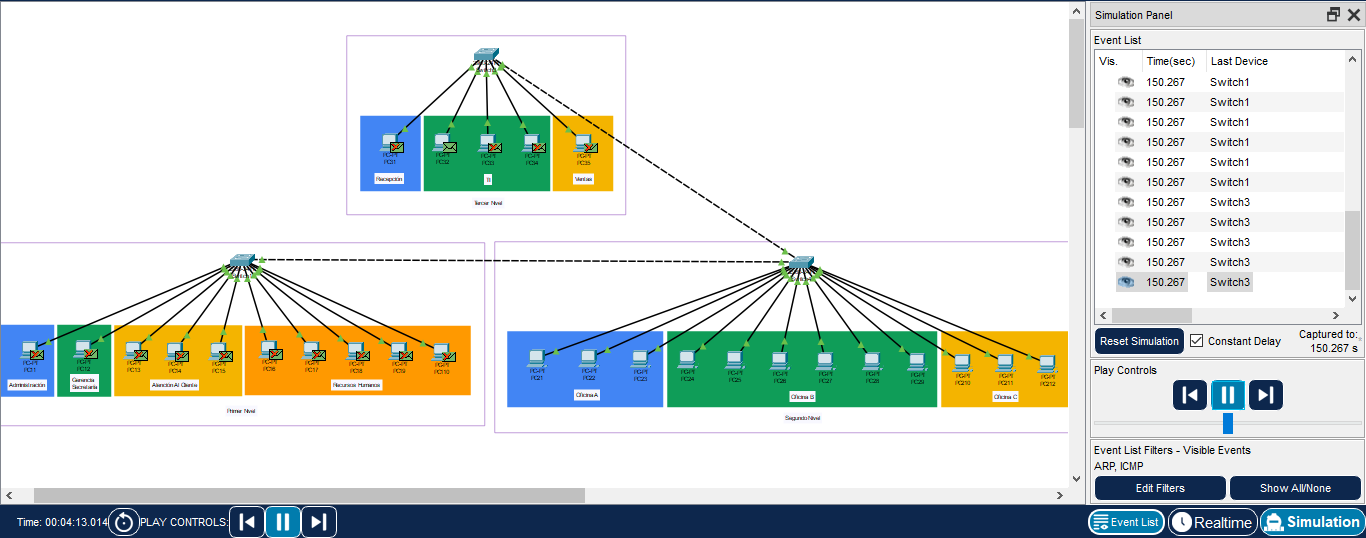 Simulation Panel
Event List
Vis. Time(sec) Last Device
150.267 Switch1
150.267 Switch1
150.267 Switch1
150.267 Switch1
150.267 Switch1
150.267 Switch1
150.267 Switch3
150.267 Switch3
150.267 Switch3
150.267 Switch3
150.267 Switch3
Reset Simulation Constant Delay Captured to:
150.267 s
Play Controls
Event List Filters - Visible Events
ARP, ICMP
Edit Filters Show All/None
PC-PT PC-PT PC-PT PC-PT PC-PT
PC31 PC32 PC33 PC34 PC35
Recepción Ventas
Tercer Nivel
PC-PT PC-PT PC-PT PC-PT PC-PT PC-PT PC-PT PC-PT PC-PT PC-PT
PC11 PC12 PC13 PC14 PC15 PC16 PC17 PC18 PC19 PC110
Administración Gerencia Secretaría Atención Al Cliente Recursos Humanos
Primer Nivel
PC-PT PC-PT PC-PT PC-PT PC-PT PC-PT PC-PT PC-PT PC-PT PC-PT PC-PT PC-PT
PC21 PC22 PC23 PC24 PC25 PC26 PC27 PC28 PC29 PC210 PC211 PC212
Oficina A Oficina B Oficina C
Segundo Nivel
Time: 00:04:13.014 PLAY CONTROLS: Event List Realtime Simulation